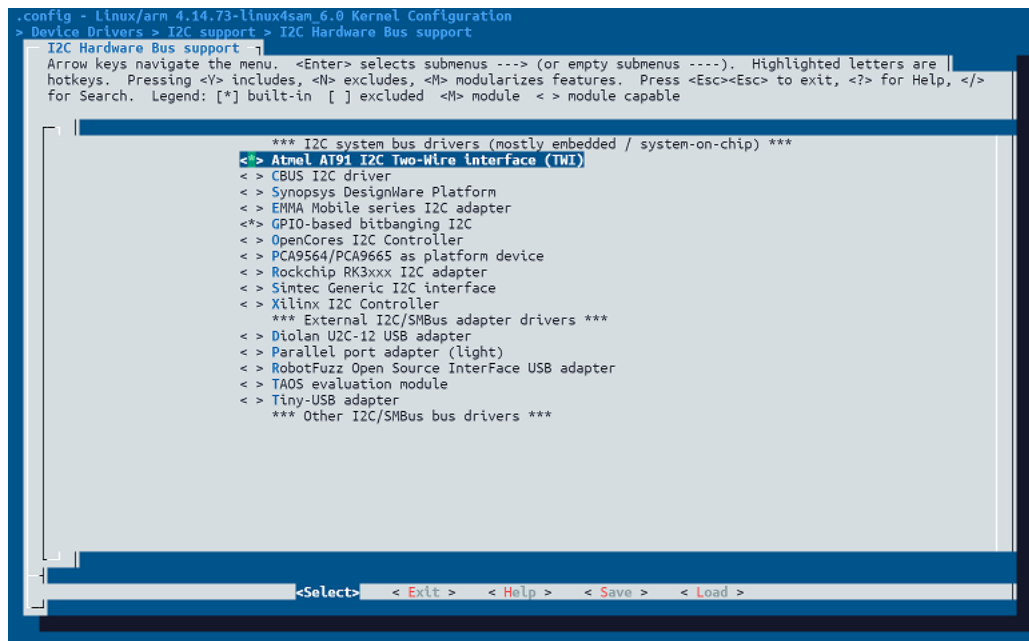 .config - Linux/arm 4.14.73-linux4sam_6.0 Kernel Configuration
> Device Drivers > I2C support > I2C Hardware Bus support
I2C Hardware Bus support
Arrow keys navigate the menu.  <Enter> selects submenus ---> (or empty submenus ----).  Highlighted letters are
hotkeys.  Pressing <Y> includes, <N> excludes, <M> modularizes features.  Press <Esc><Esc> to exit, <?> for Help, </>
for Search.  Legend: [*] built-in  [ ] excluded  <M> module  < > module capable
*** I2C system bus drivers (mostly embedded / system-on-chip) ***
<*> Atmel AT91 I2C Two-Wire interface (TWI)
< > CBUS I2C driver
< > Synopsys DesignWare Platform
< > EMMA Mobile series I2C adapter
<*> GPIO-based bitbanging I2C
< > OpenCores I2C Controller
< > PCA9564/PCA9665 as platform device
< > Rockchip RK3xxx I2C adapter
< > Simtec Generic I2C interface
< > Xilinx I2C Controller
*** External I2C/SMBus adapter drivers ***
< > Diolan U2C-12 USB adapter
< > Parallel port adapter (light)
< > RobotFuzz Open Source InterFace USB adapter
< > TAOS evaluation module
< > Tiny-USB adapter
*** Other I2C/SMBus bus drivers ***
<Select>    < Exit >    < Help >    < Save >    < Load >